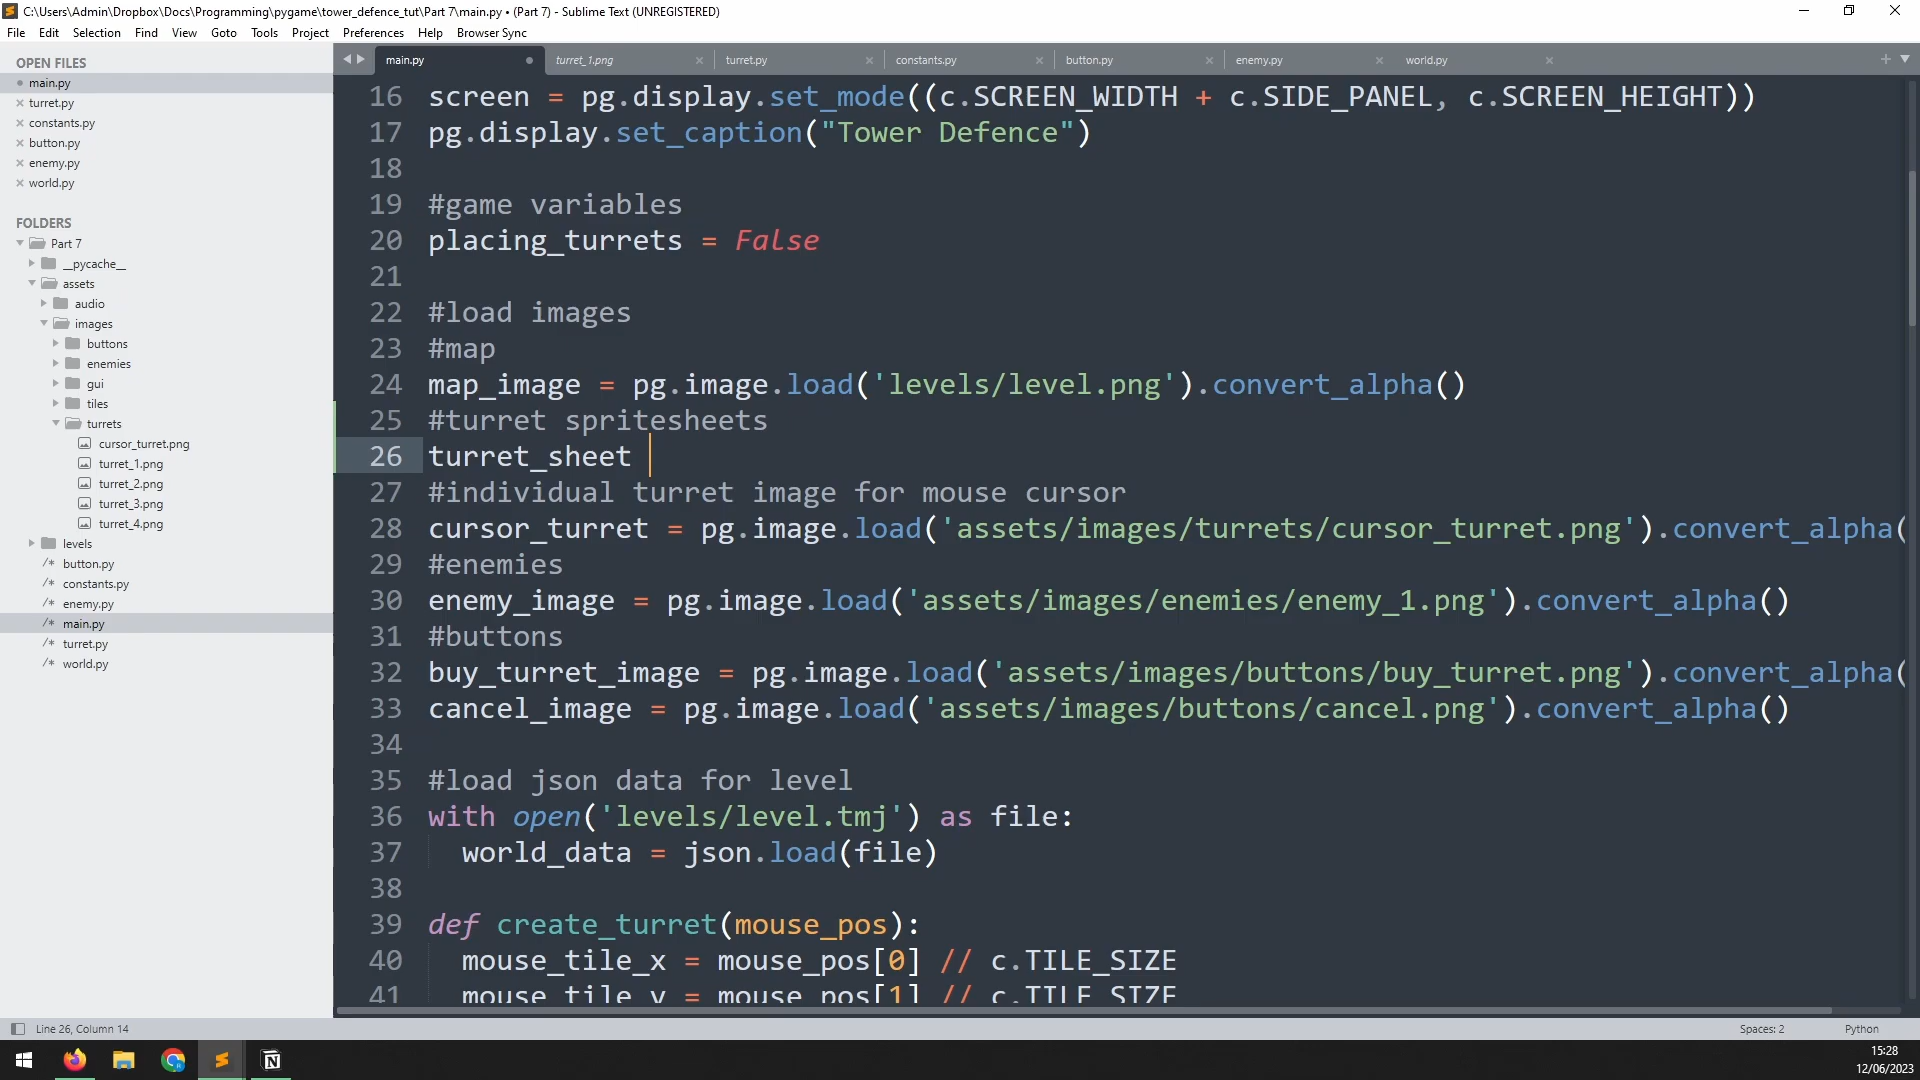 C:\Users\Admin\Dropbox\Docs\Programming\pygame\tower_defence_tut\Part 7\main.py • (Part 7) - Sublime Text (UNREGISTERED)
File Edit Selection Find View Goto Tools Project Preferences Help Browser Sync
OPEN FILES
main.py
turret.py
constants.py
button.py
enemy.py
world.py
FOLDERS
Part 7
__pycache__
assets
audio
images
buttons
enemies
gui
tiles
turrets
cursor_turret.png
turret_1.png
turret_2.png
turret_3.png
turret_4.png
levels
/* button.py
/* constants.py
/* enemy.py
/* main.py
/* turret.py
/* world.py
main.py turret_1.png turret.py constants.py button.py enemy.py world.py
16 screen = pg.display.set_mode((c.SCREEN_WIDTH + c.SIDE_PANEL, c.SCREEN_HEIGHT))
17 pg.display.set_caption("Tower Defence")
18
19 #game variables
20 placing_turrets = False
21
22 #load images
23 #map
24 map_image = pg.image.load('levels/level.png').convert_alpha()
25 #turret spritesheets
26 turret_sheet
27 #individual turret image for mouse cursor
28 cursor_turret = pg.image.load('assets/images/turrets/cursor_turret.png').convert_alpha(
29 #enemies
30 enemy_image = pg.image.load('assets/images/enemies/enemy_1.png').convert_alpha()
31 #buttons
32 buy_turret_image = pg.image.load('assets/images/buttons/buy_turret.png').convert_alpha(
33 cancel_image = pg.image.load('assets/images/buttons/cancel.png').convert_alpha()
34
35 #load json data for level
36 with open('levels/level.tmj') as file:
37 world_data = json.load(file)
38
39 def create_turret(mouse_pos):
40 mouse_tile_x = mouse_pos[0] // c.TILE_SIZE
41 mouse_tile_y = mouse_pos[1] // c.TILE_SIZE
Line 26, Column 14 Spaces: 2 Python
15:28
12/06/2023